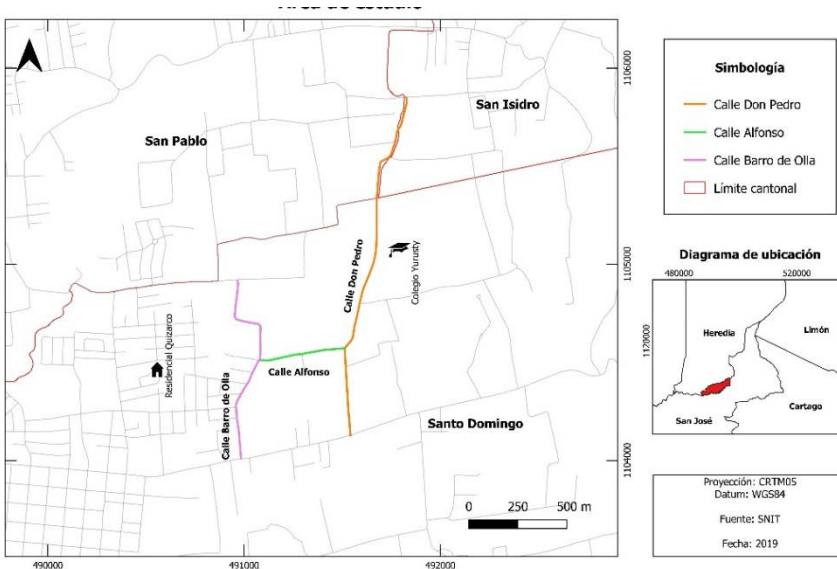 Área de estudio
San Pablo
San Isidro
Calle Don Pedro
Colegio Yurusty
Residencial Quizarco
Calle Barro de Olla
Calle Alfonso
Santo Domingo
0 250 500 m
490000
491000
492000
1106000
1105000
1104000
Simbología
Calle Don Pedro
Calle Alfonso
Calle Barro de Olla
Límite cantonal
Diagrama de ubicación
480000
520000
1120000
Heredia
Limón
San José
Cartago
Proyección: CRTM05
Datum: WGS84
Fuente: SNIT
Fecha: 2019